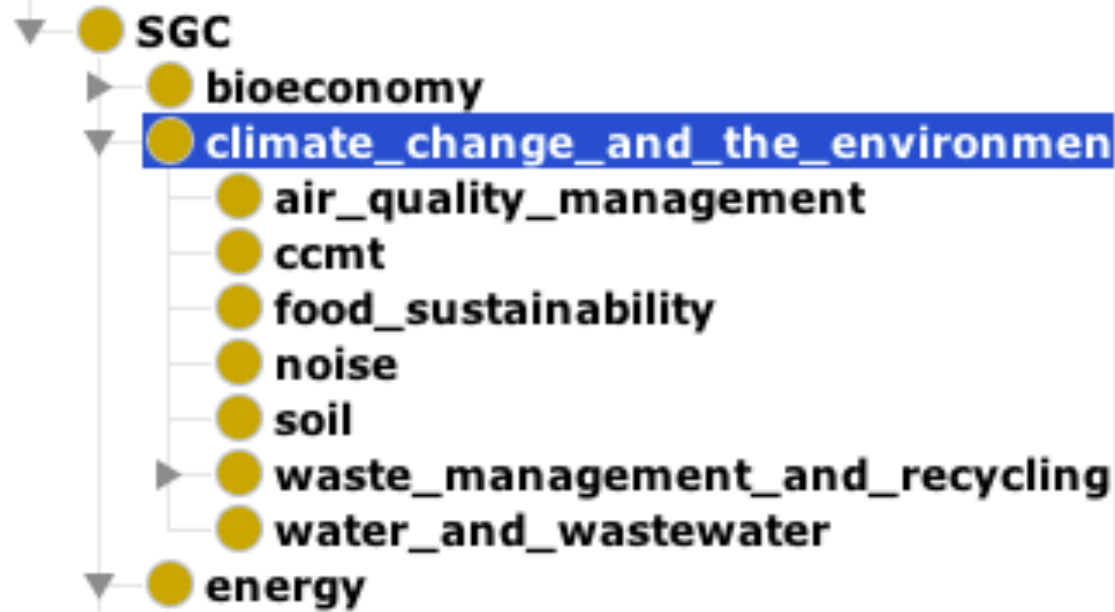 SGC
bioeconomy
climate_change_and_the_environmen
air_quality_management
ccmt
food_sustainability
noise
soil
waste_management_and_recycling
water_and_wastewater
energy